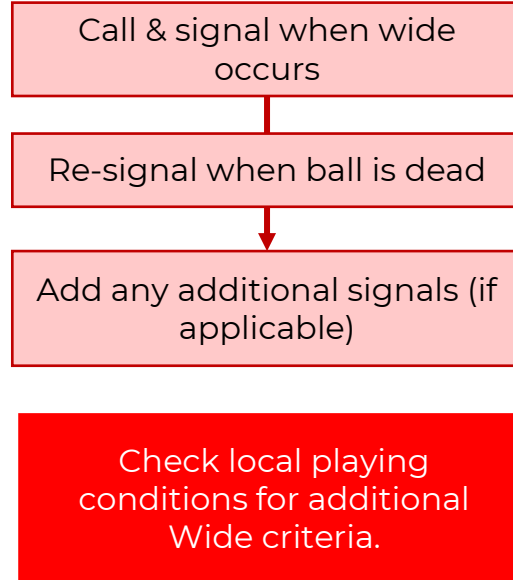 Call & signal when wide
occurs
Re-signal when ball is dead
Add any additional signals (if
applicable)
Check local playing
conditions for additional
Wide criteria.